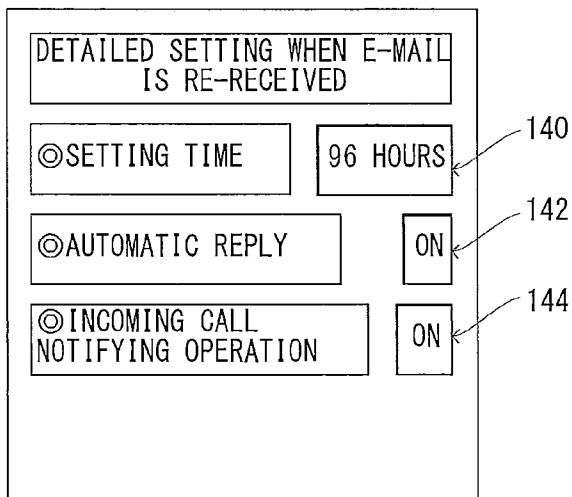 DETAILED SETTING WHEN E-MAIL
IS RE-RECEIVED
◎SETTING TIME
96 HOURS
140
◎AUTOMATIC REPLY
ON
142
◎INCOMING CALL
NOTIFYING OPERATION
ON
144